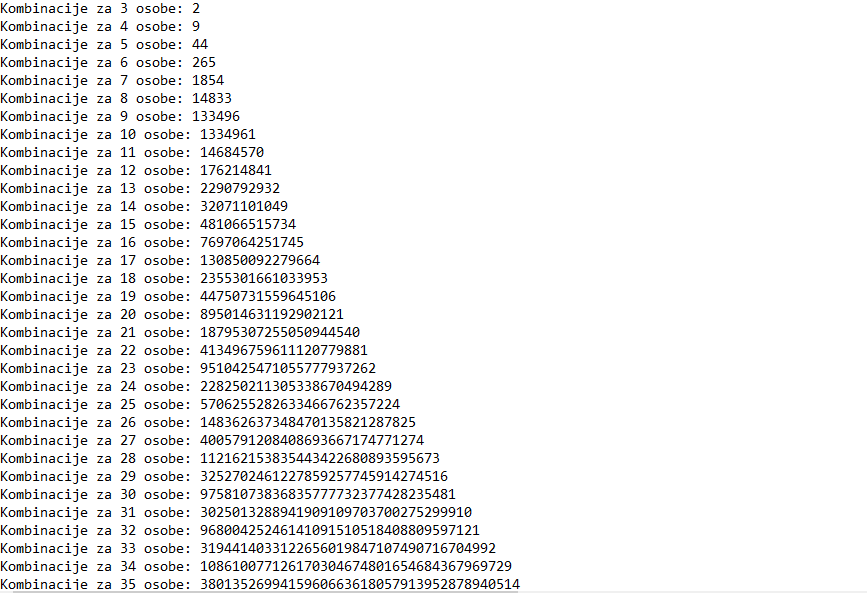 Kombinacije za 3 osobe: 2
Kombinacije za 4 osobe: 9
Kombinacije za 5 osobe: 44
Kombinacije za 6 osobe: 265
Kombinacije za 7 osobe: 1854
Kombinacije za 8 osobe: 14833
Kombinacije za 9 osobe: 133496
Kombinacije za 10 osobe: 1334961
Kombinacije za 11 osobe: 14684570
Kombinacije za 12 osobe: 176214841
Kombinacije za 13 osobe: 2290792932
Kombinacije za 14 osobe: 32071101049
Kombinacije za 15 osobe: 481066515734
Kombinacije za 16 osobe: 7697064251745
Kombinacije za 17 osobe: 130850092279664
Kombinacije za 18 osobe: 2355301661033953
Kombinacije za 19 osobe: 44750731559645106
Kombinacije za 20 osobe: 895014631192902121
Kombinacije za 21 osobe: 18795307255050944540
Kombinacije za 22 osobe: 413496759611120779881
Kombinacije za 23 osobe: 9510425471055777937262
Kombinacije za 24 osobe: 228250211305338670494289
Kombinacije za 25 osobe: 5706255282633466762357224
Kombinacije za 26 osobe: 148362637348470135821287825
Kombinacije za 27 osobe: 4005791208408693667174771274
Kombinacije za 28 osobe: 112162153835443422680893595673
Kombinacije za 29 osobe: 3252702461227859257745914274516
Kombinacije za 30 osobe: 97581073836835777732377428235481
Kombinacije za 31 osobe: 3025013288941909109703700275299910
Kombinacije za 32 osobe: 96800425246141091510518408809597121
Kombinacije za 33 osobe: 3194414033122656019847107490716704992
Kombinacije za 34 osobe: 108610077126170304674801654684367969729
Kombinacije za 35 osobe: 3801352699415960663618057913952878940514